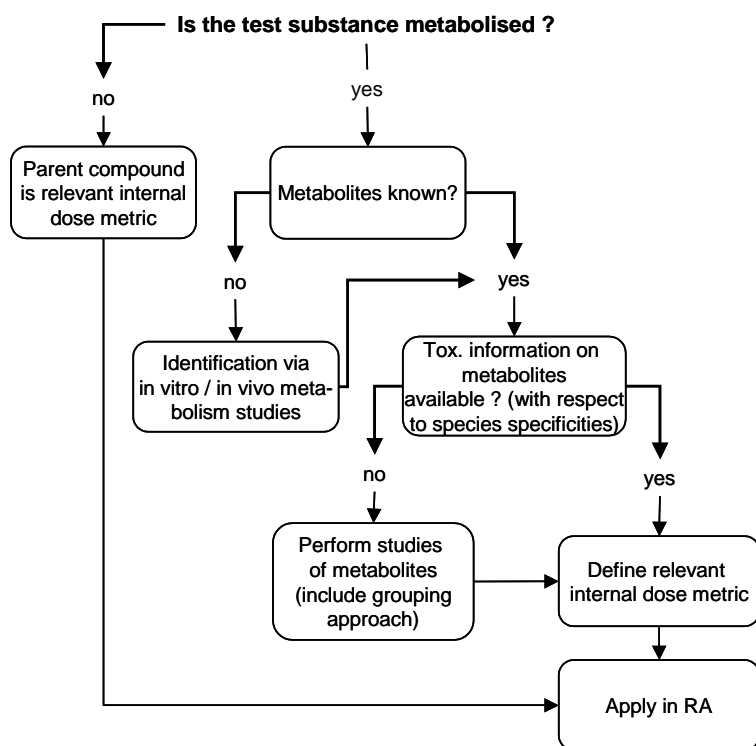 Is the test substance metabolised ?
no
yes
Parent compound
is relevant internal
dose metric
Metabolites known?
no
yes
Identification via
in vitro / in vivo meta-
bolism studies
Tox. information on
metabolites
available ? (with respect
to species specificities)
no
yes
Perform studies
of metabolites
(include grouping
approach)
Define relevant
internal dose metric
Apply in RA